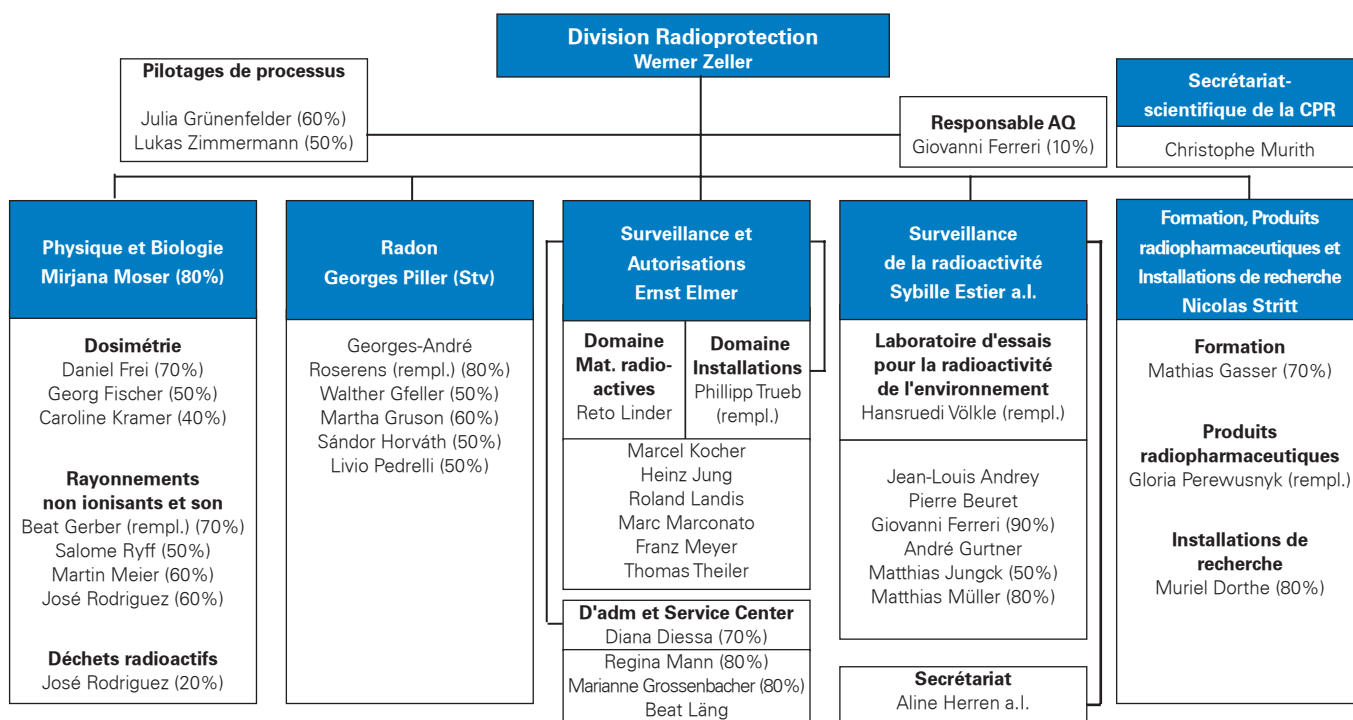 Division Radioprotection
Werner Zeller
Pilotages de processus
Julia Grünenfelder (60%)
Lukas Zimmermann (50%)
Responsable AQ
Giovanni Ferreri (10%)
Secrétariat-
scientifique de la CPR
Christophe Murith
Physique et Biologie
Mirjana Moser (80%)
Dosimétrie
Daniel Frei (70%)
Georg Fischer (50%)
Caroline Kramer (40%)
Rayonnements
non ionisants et son
Beat Gerber (rempl.) (70%)
Salome Ryff (50%)
Martin Meier (60%)
José Rodriguez (60%)
Déchets radioactifs
José Rodriguez (20%)
Radon
Georges Piller (Stv)
Georges-André
Roserens (rempl.) (80%)
Walther Gfeller (50%)
Martha Gruson (60%)
Sándor Horváth (50%)
Livio Pedrelli (50%)
Surveillance et
Autorisations
Ernst Elmer
Domaine
Mat. radio-
actives
Reto Linder
Domaine
Installations
Phillipp Trueb
(rempl.)
Marcel Kocher
Heinz Jung
Roland Landis
Marc Marconato
Franz Meyer
Thomas Theiler
D'adm et Service Center
Diana Diessa (70%)
Regina Mann (80%)
Marianne Grossenbacher (80%)
Beat Läng
Surveillance
de la radioactivité
Sybille Estier a.I.
Laboratoire d'essais
pour la radioactivité
de l'environnement
Hansruedi Völkle (rempl.)
Jean-Louis Andrey
Pierre Beuret
Giovanni Ferreri (90%)
André Gurtner
Matthias Jungck (50%)
Matthias Müller (80%)
Secrétariat
Aline Herren a.I.
Formation, Produits
radiopharmaceutiques et
Installations de recherche
Nicolas Stritt
Formation
Mathias Gasser (70%)
Produits
radiopharmaceutiques
Gloria Perewusnyk (rempl.)
Installations de
recherche
Muriel Dorthe (80%)